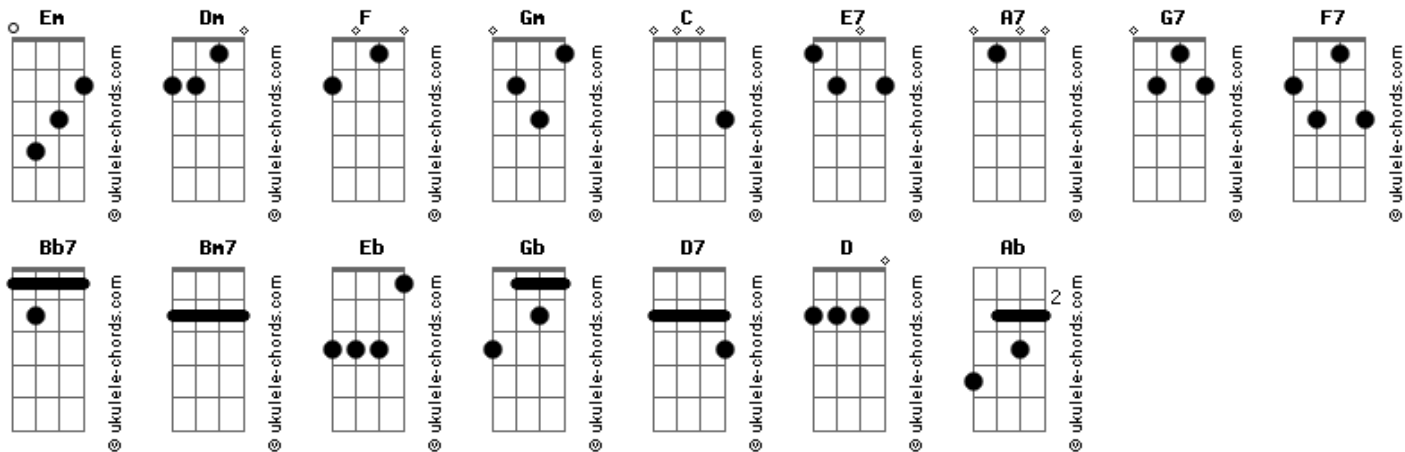 Em Dm F Gm C E7 A7 G7 F7
© ukulele-chords.com © ukulele-chords.com © ukulele-chords.com © ukulele-chords.com © ukulele-chords.com © ukulele-chords.com © ukulele-chords.com © ukulele-chords.com © ukulele-chords.com
Bb7 Bm7 Eb Gb D7 D Ab
2
© ukulele-chords.com © ukulele-chords.com © ukulele-chords.com © ukulele-chords.com © ukulele-chords.com © ukulele-chords.com © ukulele-chords.com